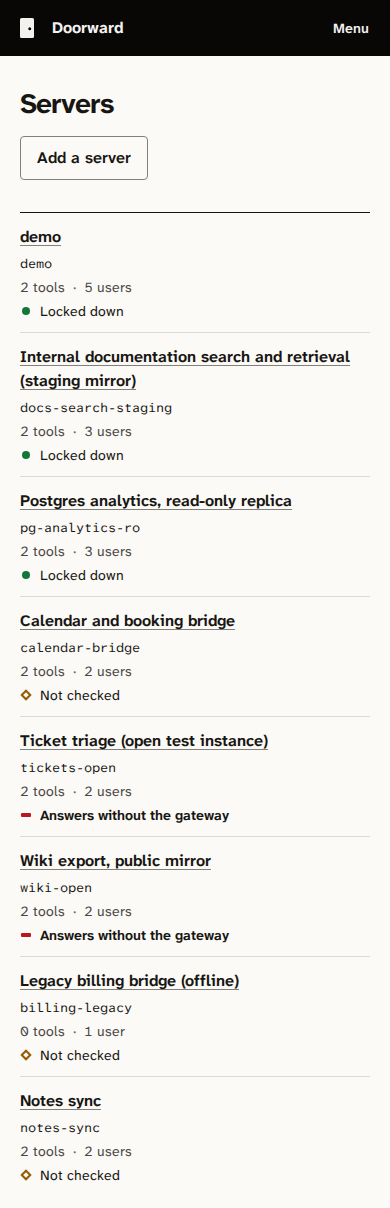 Doorward
Menu
Servers
Add a server
demo
demo
2 tools · 5 users
Locked down
Internal documentation search and retrieval
(staging mirror)
docs-search-staging
2 tools · 3 users
Locked down
Postgres analytics, read-only replica
pg-analytics-ro
2 tools · 3 users
Locked down
Calendar and booking bridge
calendar-bridge
2 tools · 2 users
Not checked
Ticket triage (open test instance)
tickets-open
2 tools · 2 users
Answers without the gateway
Wiki export, public mirror
wiki-open
2 tools · 2 users
Answers without the gateway
Legacy billing bridge (offline)
billing-legacy
0 tools · 1 user
Not checked
Notes sync
notes-sync
2 tools · 2 users
Not checked